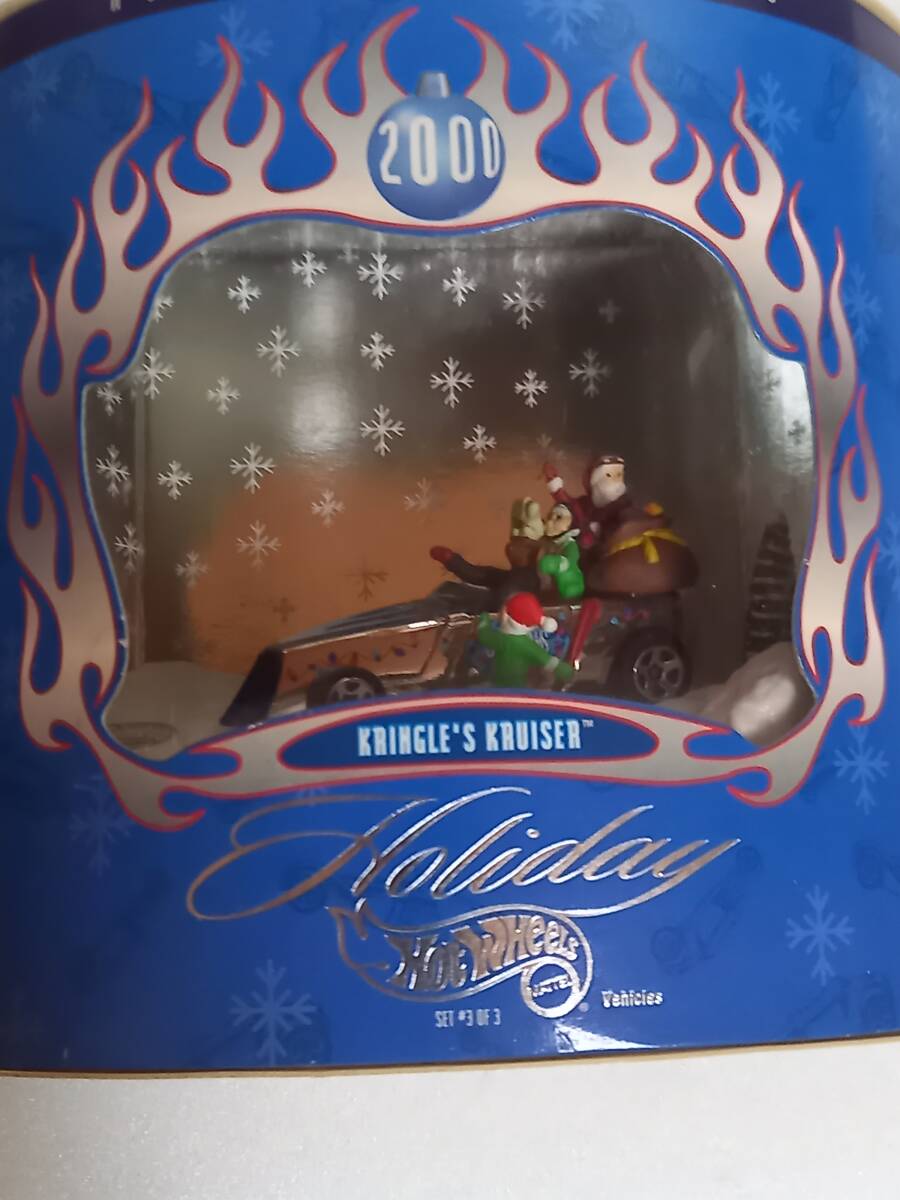 2000
KRINGLE'S KRUISER™
Holiday
HOT WHEELS
MATTEL
® Vehicles
SET #3 OF 3